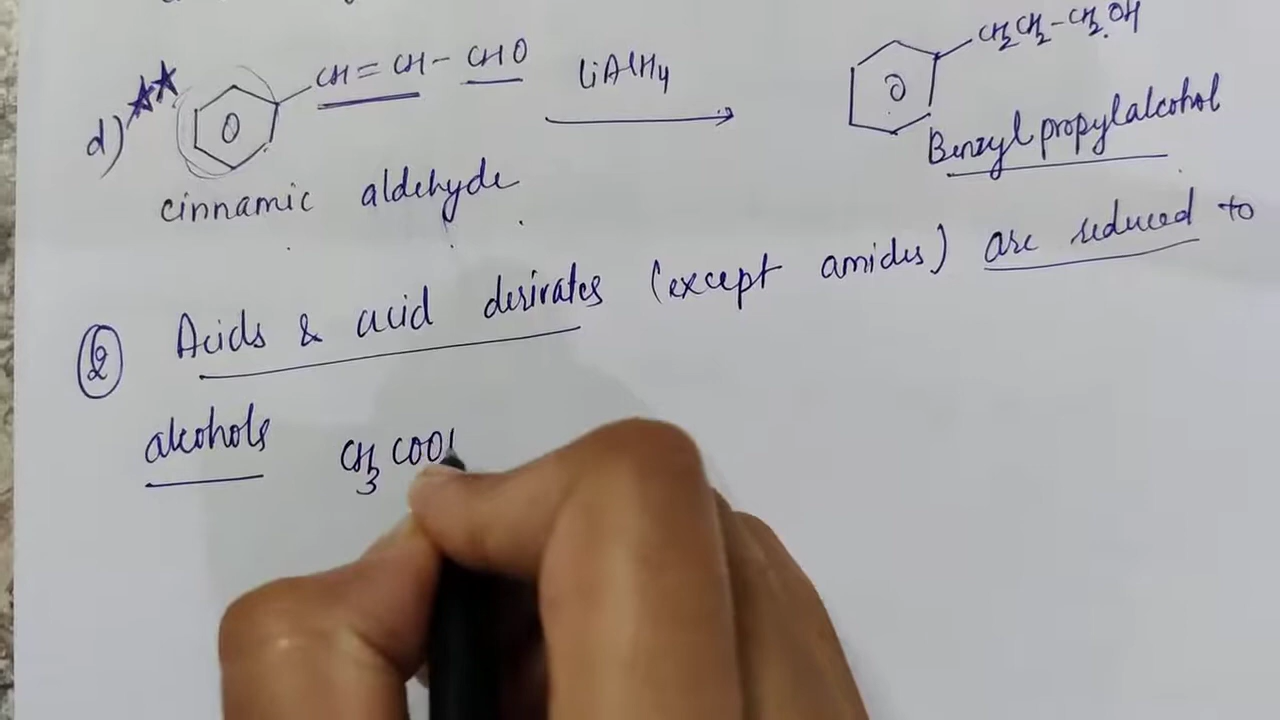 d) ★★ CH=CH-CHO LiAlH4 CH2CH2-CH2OH
cinnamic aldehyde Benzyl propylalcohol
② Acids & acid derivates (except amides) are reduced to
alcohols CH3COO